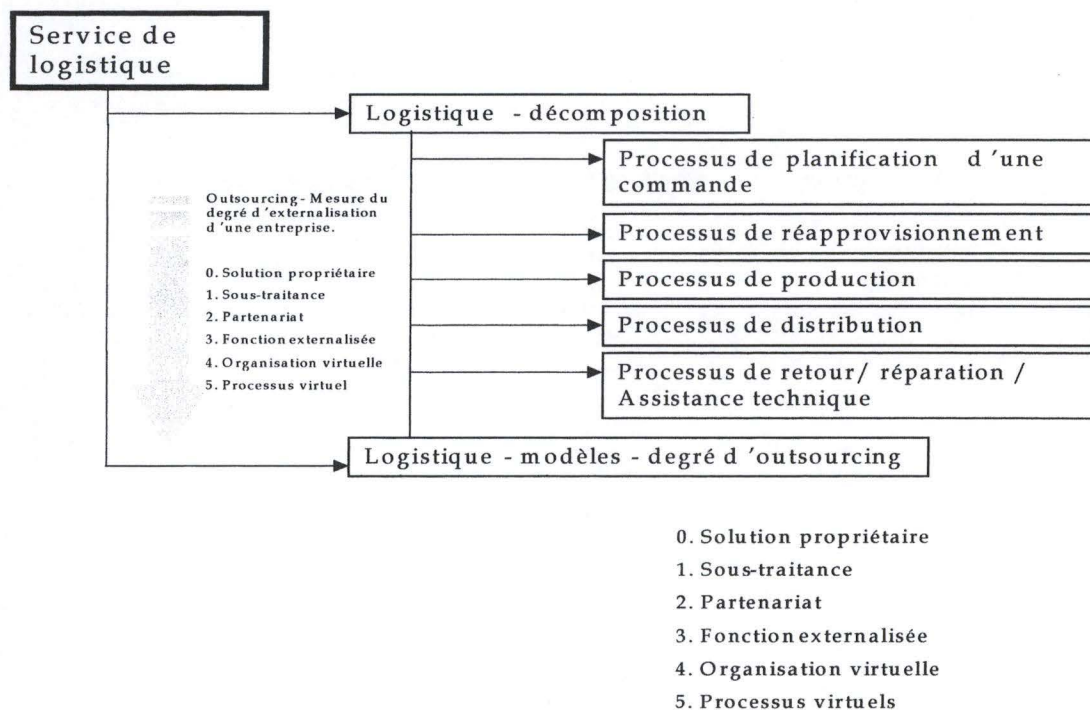 Service de
logistique
Logistique - décomposition
Processus de planification d 'une
commande
Outsourcing - Mesure du
degré d 'externalisation
d 'une entreprise.
Processus de réapprovisionnement
0. Solution propriétaire
Processus de production
1. Sous-traitance
2. Partenariat
Processus de distribution
3. Fonction externalisée
4. Organisation virtuelle
5. Processus virtuel
Processus de retour/ réparation /
Assistance technique
Logistique - modèles - degré d 'outsourcing
0. Solution propriétaire
1. Sous-traitance
2. Partenariat
3. Fonction externalisée
4. Organisation virtuelle
5. Processus virtuels